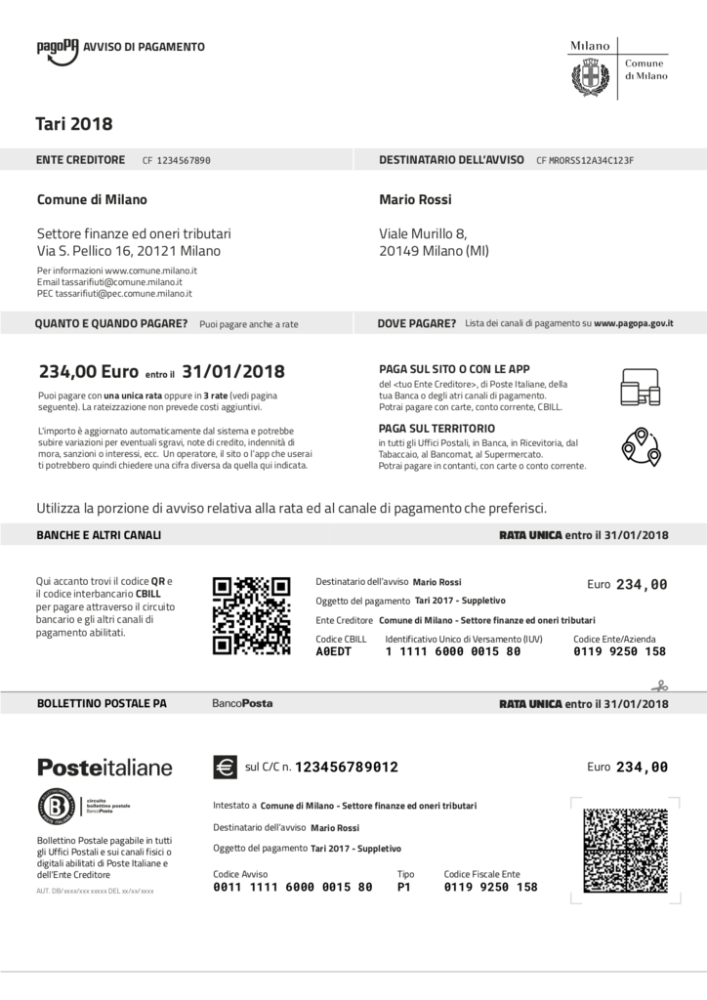 pagoPA AVVISO DI PAGAMENTO
Milano
Comune
di Milano
Tari 2018
ENTE CREDITORE CF 1234567890
DESTINATARIO DELL'AVVISO CF MRORSS12A34C123F
Comune di Milano
Mario Rossi
Settore finanze ed oneri tributari
Via S. Pellico 16, 20121 Milano
Viale Murillo 8,
20149 Milano (MI)
Per informazioni www.comune.milano.it
Email tassarifiuti@comune.milano.it
PEC tassarifiuti@pec.comune.milano.it
QUANTO E QUANDO PAGARE? Puoi pagare anche a rate
DOVE PAGARE? Lista dei canali di pagamento su www.pagopa.gov.it
234,00 Euro entro il 31/01/2018
Puoi pagare con una unica rata oppure in 3 rate (vedi pagina
seguente). La rateizzazione non prevede costi aggiuntivi.
L'importo è aggiornato automaticamente dal sistema e potrebbe
subire variazioni per eventuali sgravi, note di credito, indennità di
mora, sanzioni o interessi, ecc. Un operatore, il sito o l'app che userai
ti potrebbero quindi chiedere una cifra diversa da quella qui indicata.
PAGA SUL SITO O CON LE APP
del <tuo Ente Creditore>, di Poste Italiane, della
tua Banca o degli altri canali di pagamento.
Potrai pagare con carte, conto corrente, CBILL.
PAGA SUL TERRITORIO
in tutti gli Uffici Postali, in Banca, in Ricevitoria, dal
Tabaccaio, al Bancomat, al Supermercato.
Potrai pagare in contanti, con carte o conto corrente.
Utilizza la porzione di avviso relativa alla rata ed al canale di pagamento che preferisci.
BANCHE E ALTRI CANALI
RATA UNICA entro il 31/01/2018
Qui accanto trovi il codice QR e
il codice interbancario CBILL
per pagare attraverso il circuito
bancario e gli altri canali di
pagamento abilitati.
Destinatario dell'avviso Mario Rossi
Euro 234,00
Oggetto del pagamento Tari 2017 - Suppletivo
Ente Creditore Comune di Milano - Settore finanze ed oneri tributari
Codice CBILL Identificativo Unico di Versamento (IUV) Codice Ente/Azienda
A0EDT 1 1111 6000 0015 80 0119 9250 158
BOLLETTINO POSTALE PA BancoPosta
RATA UNICA entro il 31/01/2018
Posteitaliane
€ sul C/C n. 123456789012
Euro 234,00
B
circuito
bollettino postale
BancoPosta
Intestato a Comune di Milano - Settore finanze ed oneri tributari
Destinatario dell'avviso Mario Rossi
Oggetto del pagamento Tari 2017 - Suppletivo
Bollettino Postale pagabile in tutti
gli Uffici Postali e sui canali fisici o
digitali abilitati di Poste Italiane e
dell'Ente Creditore
AUT. DB/xxxx/xxx xxxxx DEL xx/xx/xxxx
Codice Avviso Tipo Codice Fiscale Ente
0011 1111 6000 0015 80 P1 0119 9250 158